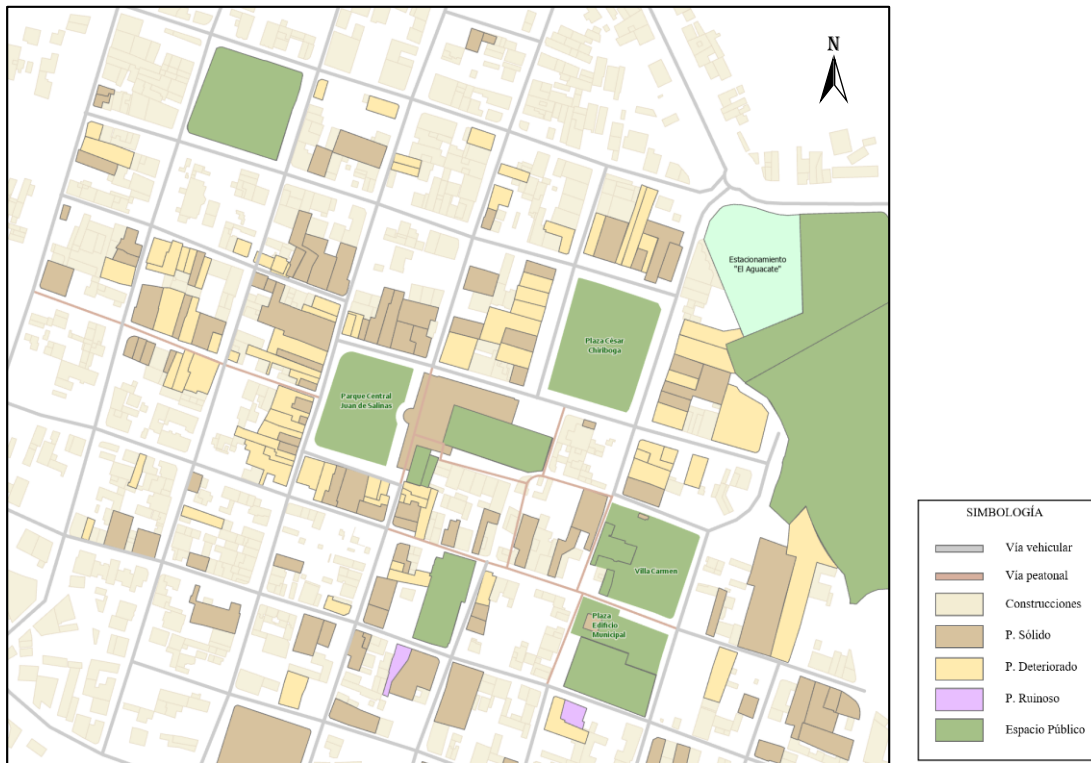 N
Estacionamiento
"El Aguacate"
Plaza César
Chiriboga
Parque Central
Juan de Salinas
Villa Carmen
Plaza
Edificio
Municipal
SIMBOLOGÍA
Vía vehicular
Vía peatonal
Construcciones
P. Sólido
P. Deteriorado
P. Ruinoso
Espacio Público